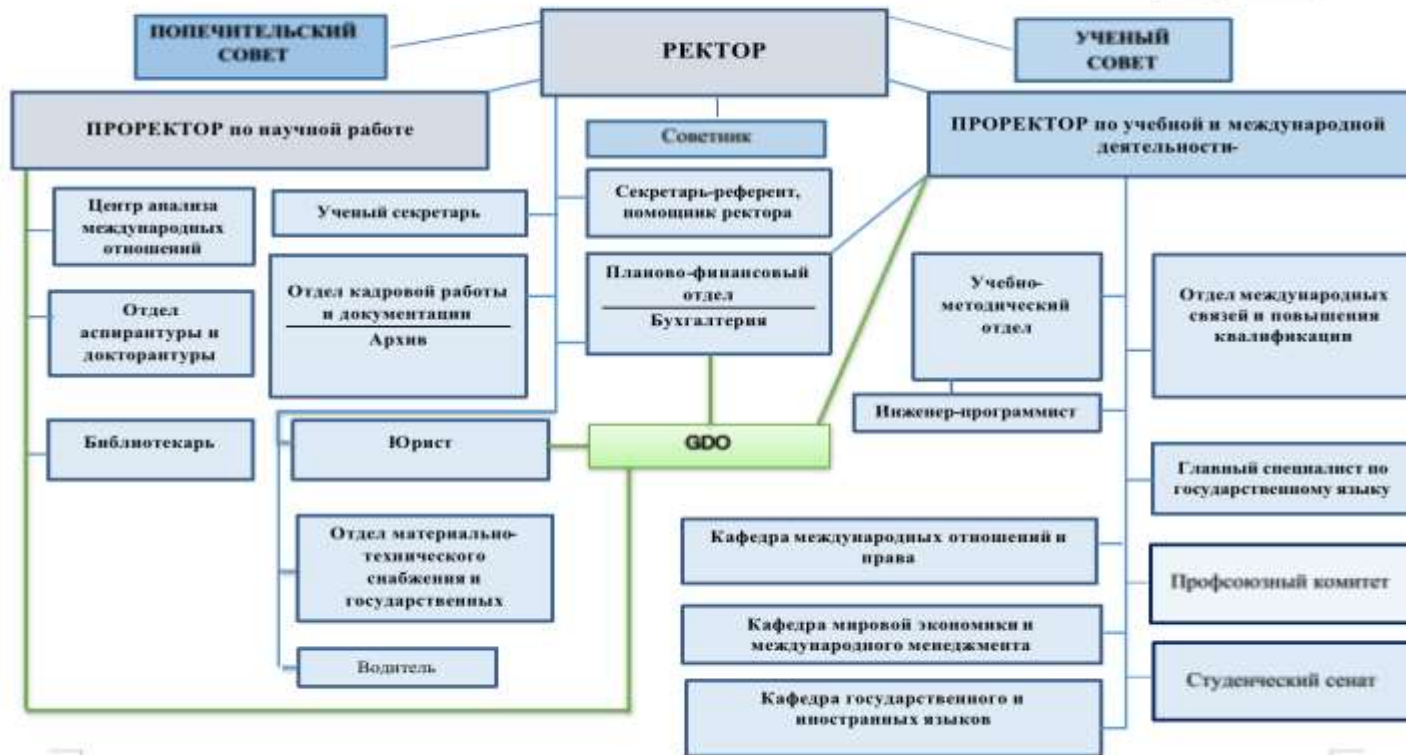 ПОПЕЧИТЕЛЬСКИЙ
СОВЕТ
РЕКТОР
УЧЕНЫЙ
СОВЕТ
ПРОРЕКТОР по научной работе
Советник
ПРОРЕКТОР по учебной и международной
деятельности-
Центр анализа
международных
отношений
Ученый секретарь
Секретарь-референт,
помощник ректора
Отдел
аспирантуры и
докторантуры
Отдел кадровой работы
и документации
Архив
Планово-финансовый
отдел
Бухгалтерия
Учебно-
методический
отдел
Отдел международных
связей и повышения
квалификации
Инженер-программист
Библиотекарь
Юрист
GDO
Главный специалист по
государственному языку
Отдел материально-
технического
снабжения и
государственных
Кафедра международных отношений и
права
Профсоюзный комитет
Кафедра мировой экономики и
международного менеджмента
Водитель
Студенческий сенат
Кафедра государственного и
иностранных языков